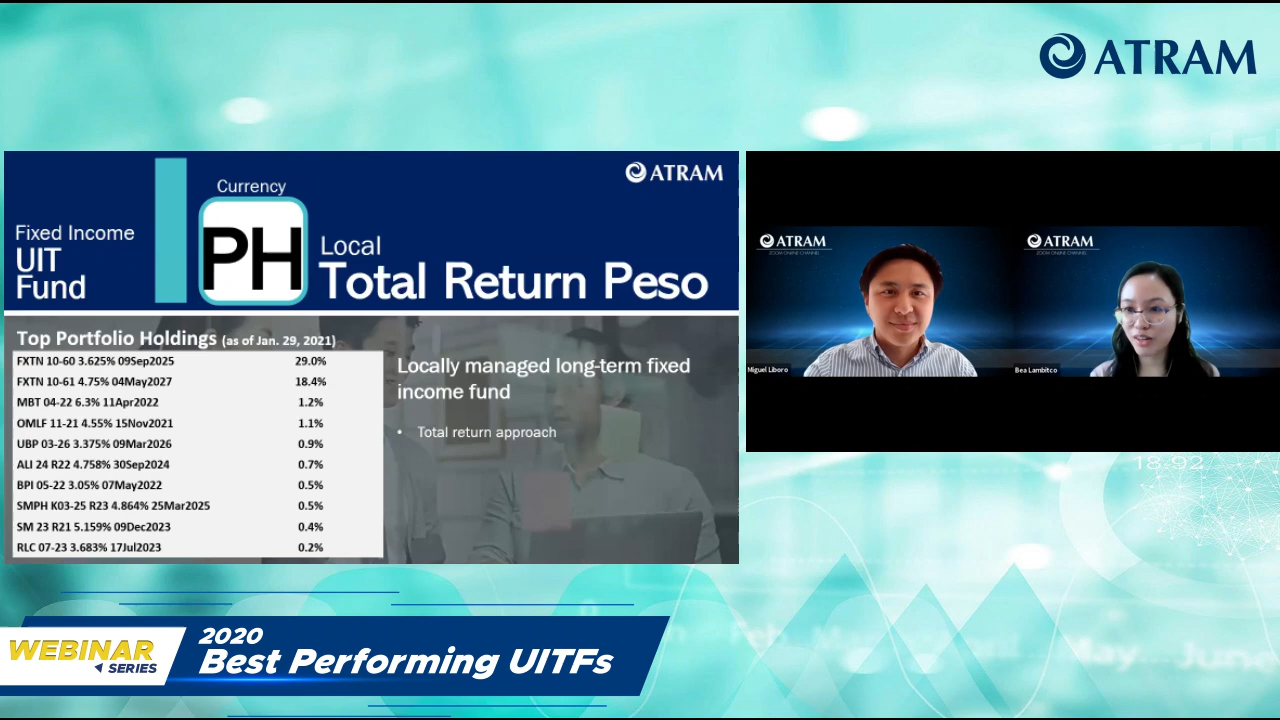 ATRAM
ATRAM
Currency
Fixed Income
UIT
Fund
PH
Local
Total Return Peso
Top Portfolio Holdings (as of Jan. 29, 2021)
FXTN 10-60 3.625% 09Sep2025 29.0%
FXTN 10-61 4.75% 04May2027 18.4%
MBT 04-22 6.3% 11Apr2022 1.2%
OMLF 11-21 4.55% 15Nov2021 1.1%
UBP 03-26 3.375% 09Mar2026 0.9%
ALI 24 R22 4.758% 30Sep2024 0.7%
BPI 05-22 3.05% 07May2022 0.5%
SMPH K03-25 R23 4.864% 25Mar2025 0.5%
SM 23 R21 5.159% 09Dec2023 0.4%
RLC 07-23 3.683% 17Jul2023 0.2%
Locally managed long-term fixed
income fund
• Total return approach
ATRAM
ZOOM ONLINE CHANNEL
ATRAM
ZOOM ONLINE CHANNEL
Miguel Liboro
Bea Lambitco
18.92
May
June
WEBINAR
SERIES
2020
Best Performing UITFs